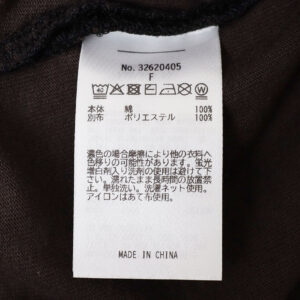 No. 32620405
F
本体 綿 100%
別布 ポリエステル 100%
濃色の場合摩擦により他の衣料へ
色移りの可能性があります。蛍光
増白剤入り洗剤の使用は避けて下
さい。濡れたまま長時間の放置禁
止。単独洗い。洗濯ネット使用。
アイロンはあて布使用。
MADE IN CHINA